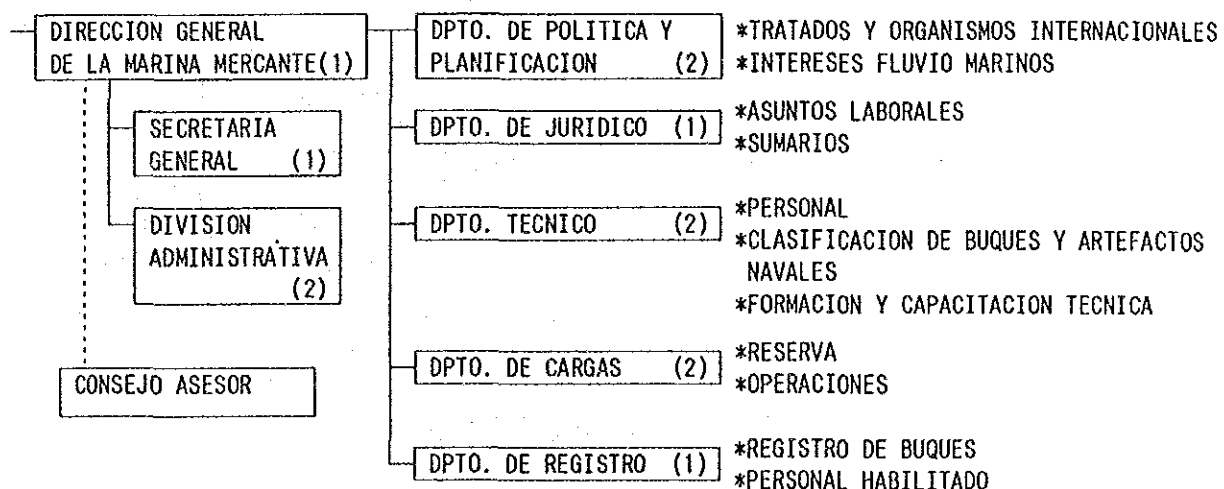 DIRECCION GENERAL
DE LA MARINA MERCANTE(1)
SECRETARIA
GENERAL (1)
DIVISION
ADMINISTRATIVA
(2)
CONSEJO ASESOR
DPTO. DE POLITICA Y
PLANIFICACION (2)
*TRATADOS Y ORGANISMOS INTERNACIONALES
*INTERESES FLUVIO MARINOS
DPTO. DE JURIDICO (1)
*ASUNTOS LABORALES
*SUMARIOS
DPTO. TECNICO (2)
*PERSONAL
*CLASIFICACION DE BUQUES Y ARTEFACTOS
NAVALES
*FORMACION Y CAPACITACION TECNICA
DPTO. DE CARGAS (2)
*RESERVA
*OPERACIONES
DPTO. DE REGISTRO (1)
*REGISTRO DE BUQUES
*PERSONAL HABILITADO